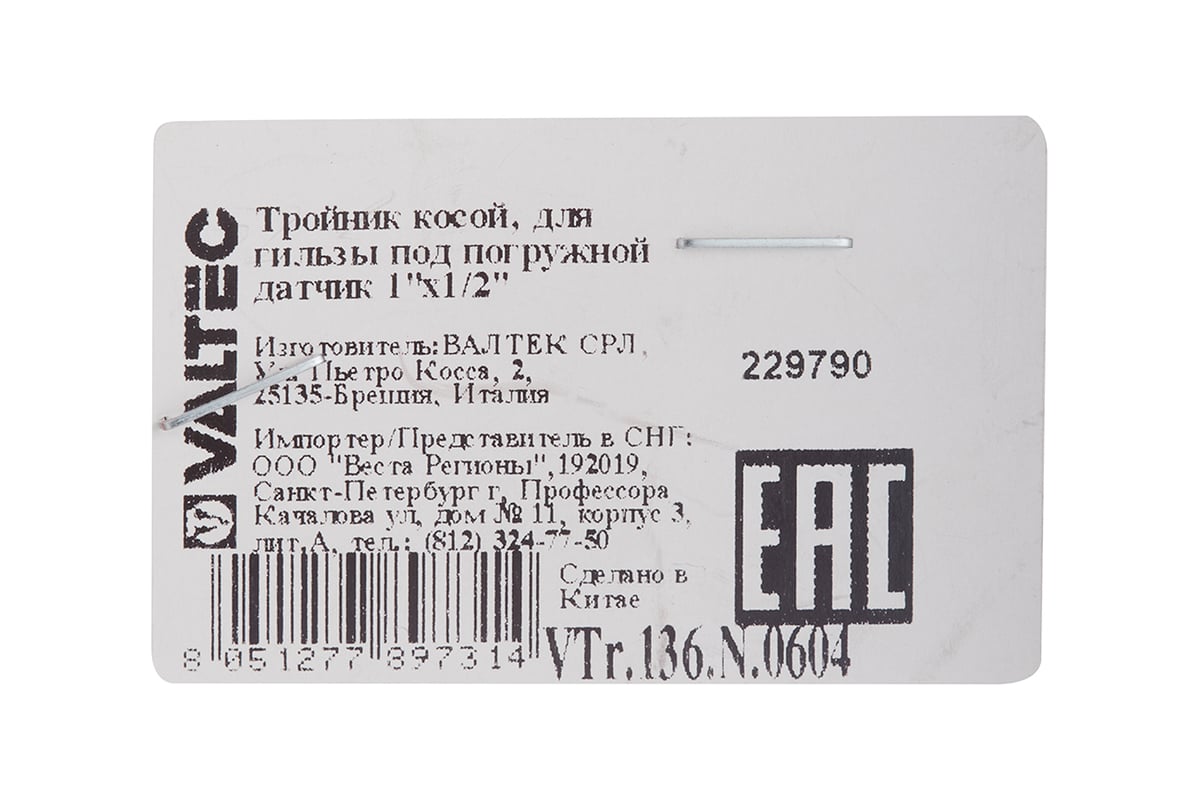 VALTEC
Тройник косой, для
гильзы под погружной
датчик 1"x1/2"
Изготовитель: ВАЛТЕК СРЛ,
Ул. Пьетро Косса, 2,
25135-Брешия, Италия
229790
Импортер/Представитель в СНГ:
ООО "Веста Регионы",192019,
Санкт-Петербург г, Профессора
Качалова ул, дом № 11, корпус 3,
лит.А, тел.: (812) 324-77-50
EAC
Сделано в
Китае
8 051277 897314
VTr.136.N.0604